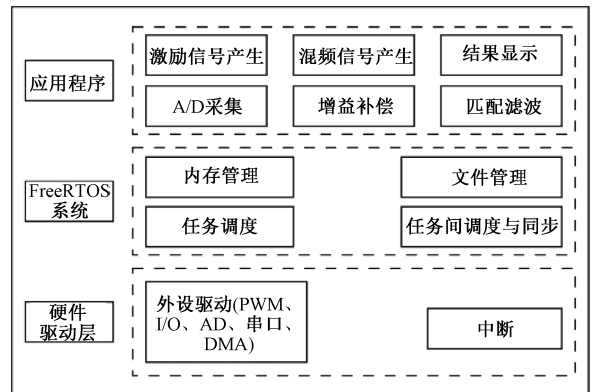 激励信号产生
混频信号产生
结果显示
应用程序
A/D采集
增益补偿
匹配滤波
内存管理
文件管理
FreeRTOS
系统
任务调度
任务间调度与同步
硬件
驱动层
外设驱动(PWM、
I/O、AD、串口、
DMA)
中断